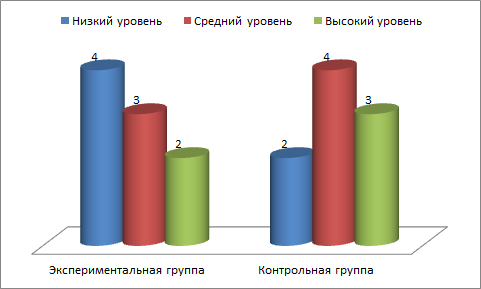 Низкий уровень Средний уровень Высокий уровень
4 3 2 2 4 3
Экспериментальная группа Контрольная группа